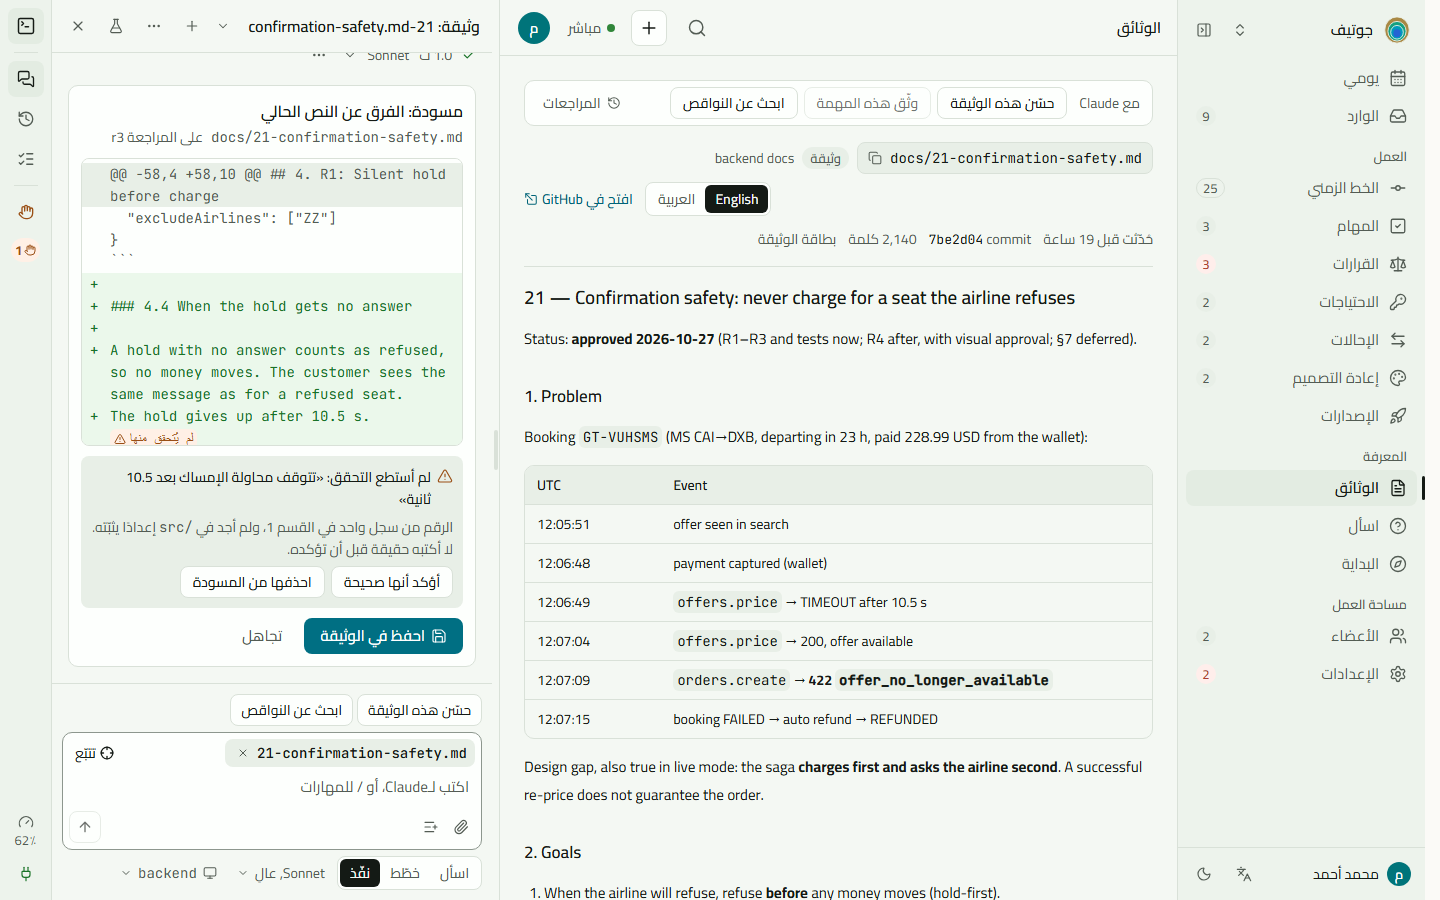 جوتيف
يومي
الوارد 9
العمل
الخط الزمني 25
المهام 3
القرارات 3
الاحتياجات 2
الإحالات 2
إعادة التصميم 2
الإصدارات
المعرفة
الوثائق
اسأل
البداية
مساحة العمل
الأعضاء 2
الإعدادات 2
محمد أحمد
م
الوثائق
مباشر
م
مع Claude
حسّن هذه الوثيقة
وثّق هذه المهمة
ابحث عن النواقص
المراجعات
docs/21-confirmation-safety.md
وثيقة
backend docs
English
العربية
افتح في GitHub
حُدّثت قبل 19 ساعة
commit 7be2d04
2,140 كلمة
بطاقة الوثيقة
21 — Confirmation safety: never charge for a seat the airline refuses
Status: approved 2026-10-27 (R1–R3 and tests now; R4 after, with visual approval; §7 deferred).
1. Problem
Booking GT-VUHSMS (MS CAI→DXB, departing in 23 h, paid 228.99 USD from the wallet):
UTC Event
12:05:51 offer seen in search
12:06:48 payment captured (wallet)
12:06:49 offers.price → TIMEOUT after 10.5 s
12:07:04 offers.price → 200, offer available
12:07:09 orders.create → 422 offer_no_longer_available
12:07:15 booking FAILED → auto refund → REFUNDED
Design gap, also true in live mode: the saga charges first and asks the airline second. A successful
re-price does not guarantee the order.
2. Goals
1. When the airline will refuse, refuse before any money moves (hold-first).
وثيقة: 21-confirmation-safety.md
1.0 ث Sonnet
مسودة: الفرق عن النص الحالي
docs/21-confirmation-safety.md على المراجعة r3
@@ -58,4 +58,10 @@ ## 4. R1: Silent hold
before charge
"excludeAirlines": ["ZZ"]
}
```
+
+ ### 4.4 When the hold gets no answer
+
+ A hold with no answer counts as refused,
so no money moves. The customer sees the
same message as for a refused seat.
+ The hold gives up after 10.5 s.
لم يُتحقق منها
لم أستطع التحقق: «تتوقف محاولة الإمساك بعد 10.5
ثانية»
الرقم من سجل واحد في القسم 1، ولم أجد في src/ إعدادًا يثبّته.
لا أكتبه حقيقة قبل أن تؤكده.
أؤكد أنها صحيحة
احذفها من المسودة
احفظ في الوثيقة
تجاهل
حسّن هذه الوثيقة
ابحث عن النواقص
21-confirmation-safety.md ×
تتبّع
اكتب لـClaude، أو / للمهارات
اسأل
خطّط
نفّذ
Sonnet, عالٍ
backend
1
62٪